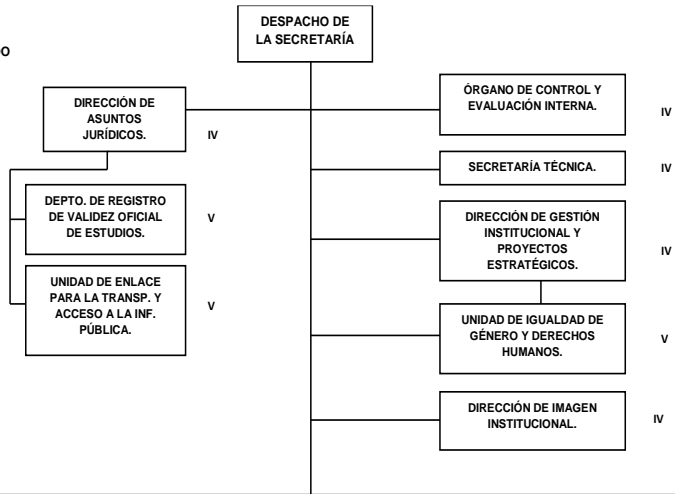 DESPACHO DE
LA SECRETARÍA
DO
DIRECCIÓN DE
ASUNTOS
JURÍDICOS.
IV
DEPTO. DE REGISTRO
DE VALIDEZ OFICIAL
DE ESTUDIOS.
V
UNIDAD DE ENLACE
PARA LA TRANSP. Y
ACCESO A LA INF.
PÚBLICA.
V
ÓRGANO DE CONTROL Y
EVALUACIÓN INTERNA.
IV
SECRETARÍA TÉCNICA.
IV
DIRECCIÓN DE GESTIÓN
INSTITUCIONAL Y
PROYECTOS
ESTRATÉGICOS.
IV
UNIDAD DE IGUALDAD DE
GÉNERO Y DERECHOS
HUMANOS.
V
DIRECCIÓN DE IMAGEN
INSTITUCIONAL.
IV